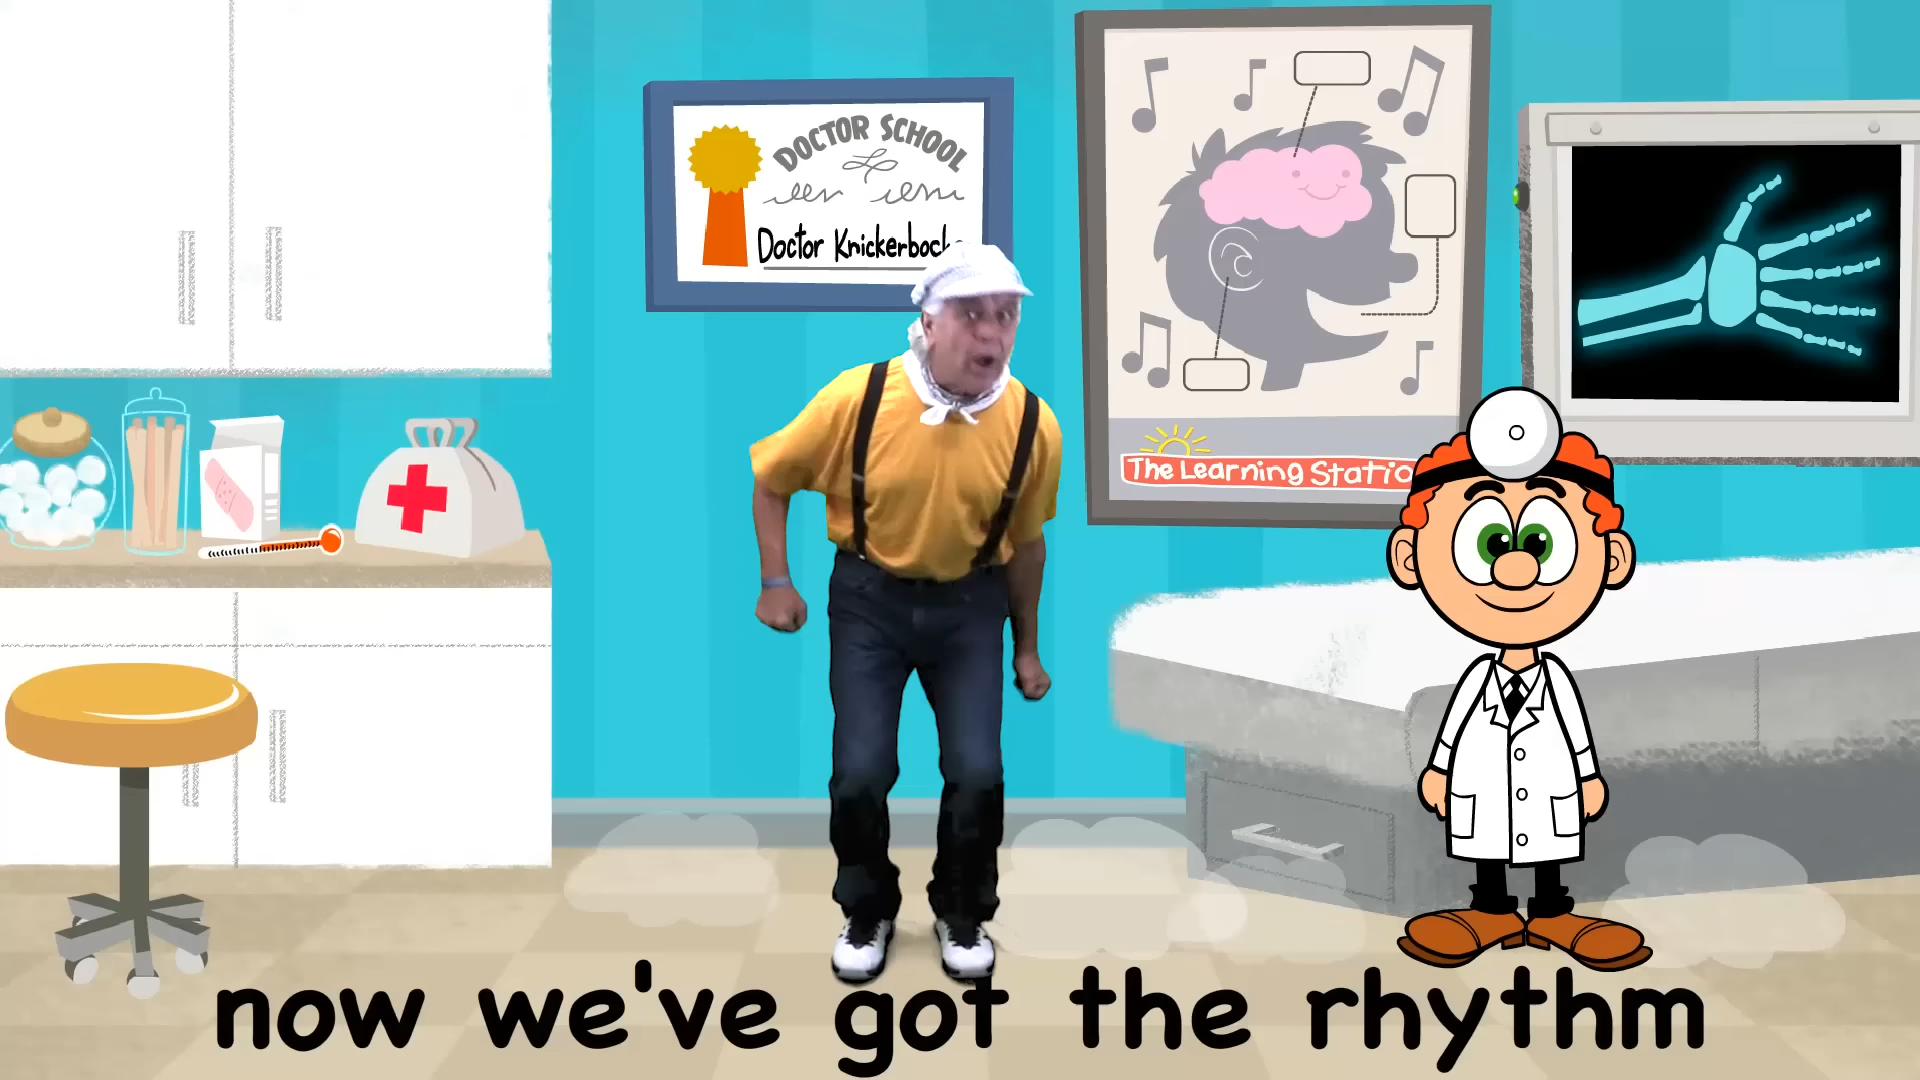 DOCTOR SCHOOL
Doctor Knickerbock
The Learning Statio
now we've got the rhythm